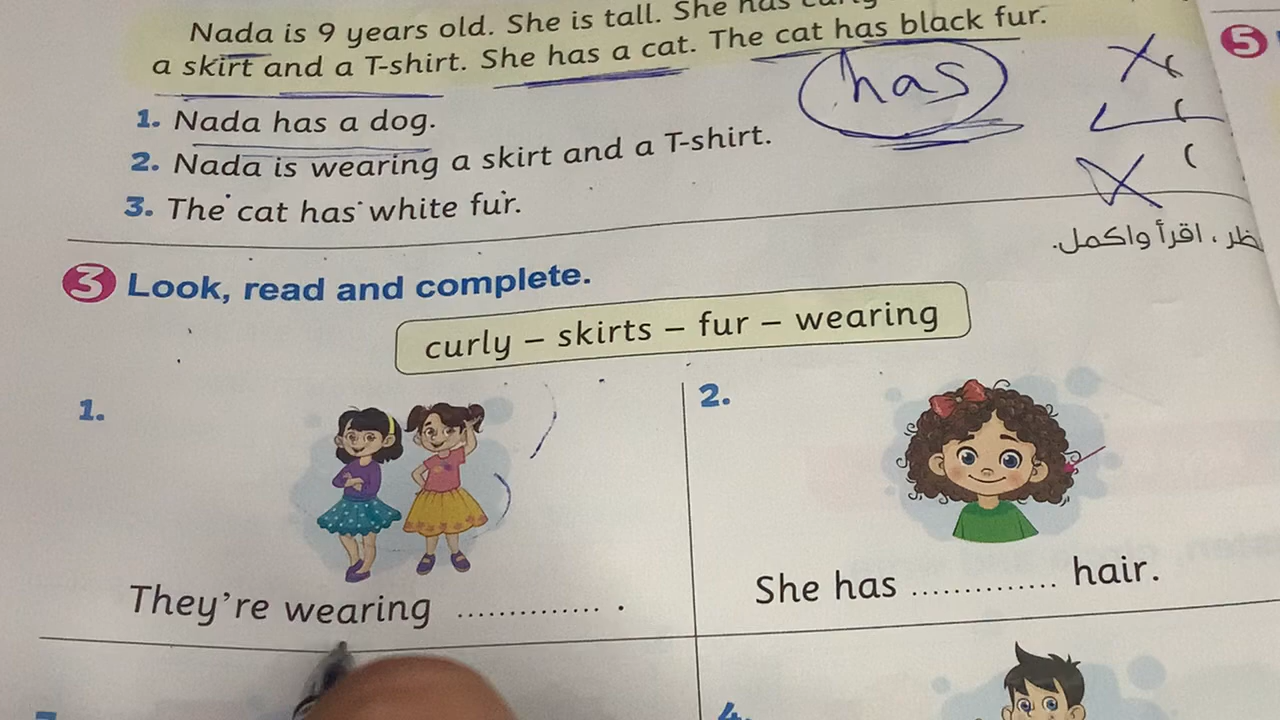 Nada is 9 years old. She is tall. She has curly
a skirt and a T-shirt. She has a cat. The cat has black fur.
has
1. Nada has a dog.
2. Nada is wearing a skirt and a T-shirt.
3. The cat has white fur.
5
اقرأ واكمل.
3 Look, read and complete.
curly – skirts – fur – wearing
1.
They're wearing .............. .
2.
She has .............. hair.
4.